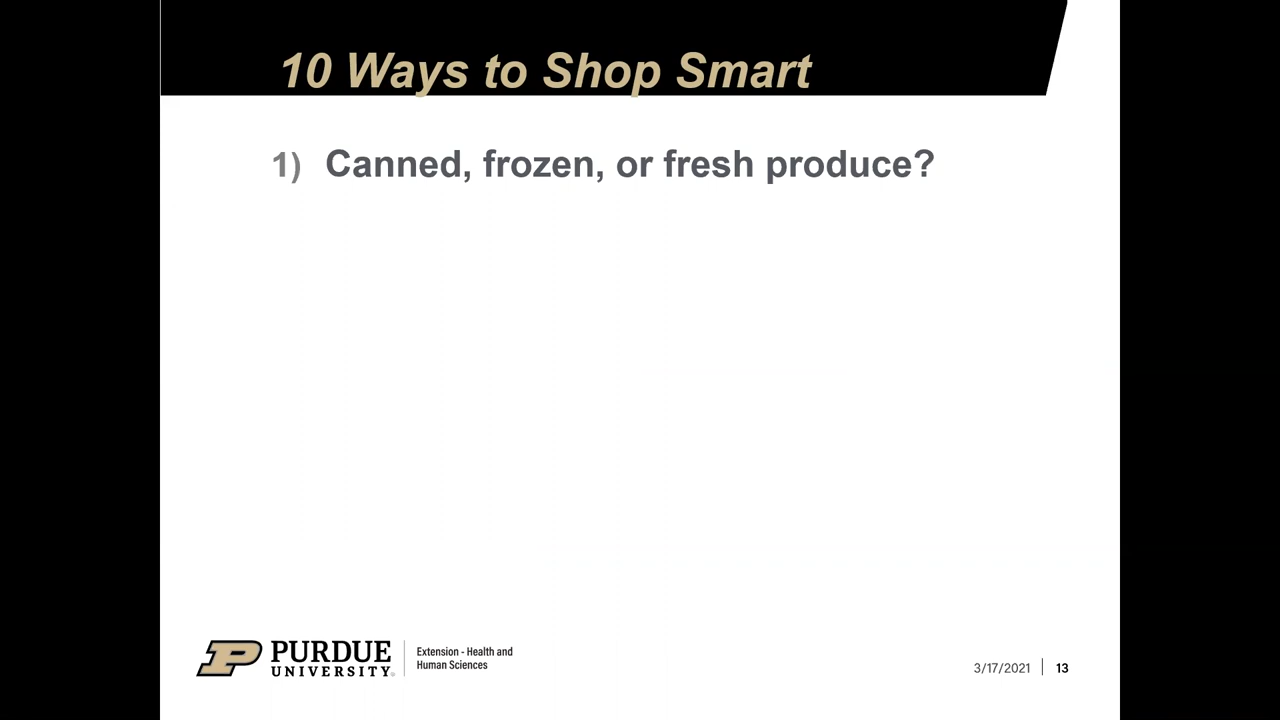 10 Ways to Shop Smart
1) Canned, frozen, or fresh produce?
P PURDUE UNIVERSITY®
Extension - Health and
Human Sciences
3/17/2021 | 13